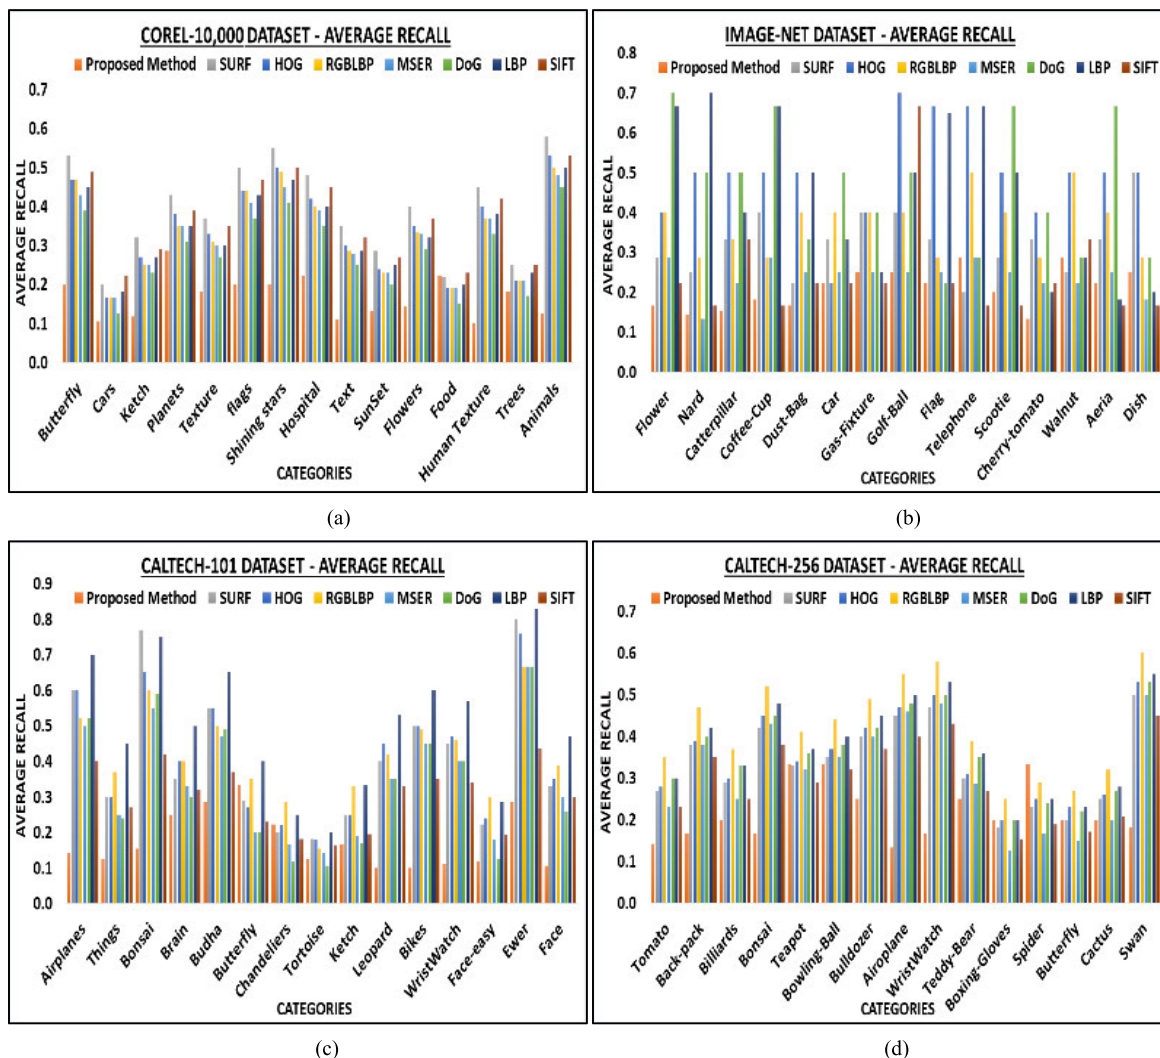 COREL-10,000 DATASET - AVERAGE RECALL
Proposed Method SURF HOG RGBLBP MSER DoG LBP SIFT
AVERAGE RECALL
0.7
0.6
0.5
0.4
0.3
0.2
0.1
0.0
Butterfly
Cars
Ketch
Planets
Texture
flags
Shining stars
Hospital
Text
SunSet
Flowers
Food
Human Texture
Trees
Animals
CATEGORIES
(a)
IMAGE-NET DATASET - AVERAGE RECALL
Proposed Method SURF HOG RGBLBP MSER DoG LBP SIFT
AVERAGE RECALL
0.8
0.7
0.6
0.5
0.4
0.3
0.2
0.1
0.0
Flower
Nard
Catterpillar
Coffee-Cup
Dust-Bag
Car
Gas-Fixture
Golf-Ball
Flag
Telephone
Scootie
Cherry-tomato
Walnut
Aeria
Dish
CATEGORIES
(b)
CALTECH-101 DATASET - AVERAGE RECALL
Proposed Method SURF HOG RGBLBP MSER DoG LBP SIFT
AVERAGE RECALL
0.9
0.8
0.7
0.6
0.5
0.4
0.3
0.2
0.1
0.0
Airplanes
Things
Bonsai
Brain
Budha
Butterfly
Chandeliers
Tortoise
Ketch
Leopard
Bikes
WristWatch
Face-easy
Ewer
Face
CATEGORIES
(c)
CALTECH-256 DATASET - AVERAGE RECALL
Proposed Method SURF HOG RGBLBP MSER DoG LBP SIFT
AVERAGE RECALL
0.7
0.6
0.5
0.4
0.3
0.2
0.1
0.0
Tomato
Back-pack
Billiards
Bonsai
Teapot
Bowling-Ball
Bulldozer
Airoplane
WristWatch
Teddy-Bear
Boxing-Gloves
Spider
Butterfly
Cactus
Swan
CATEGORIES
(d)